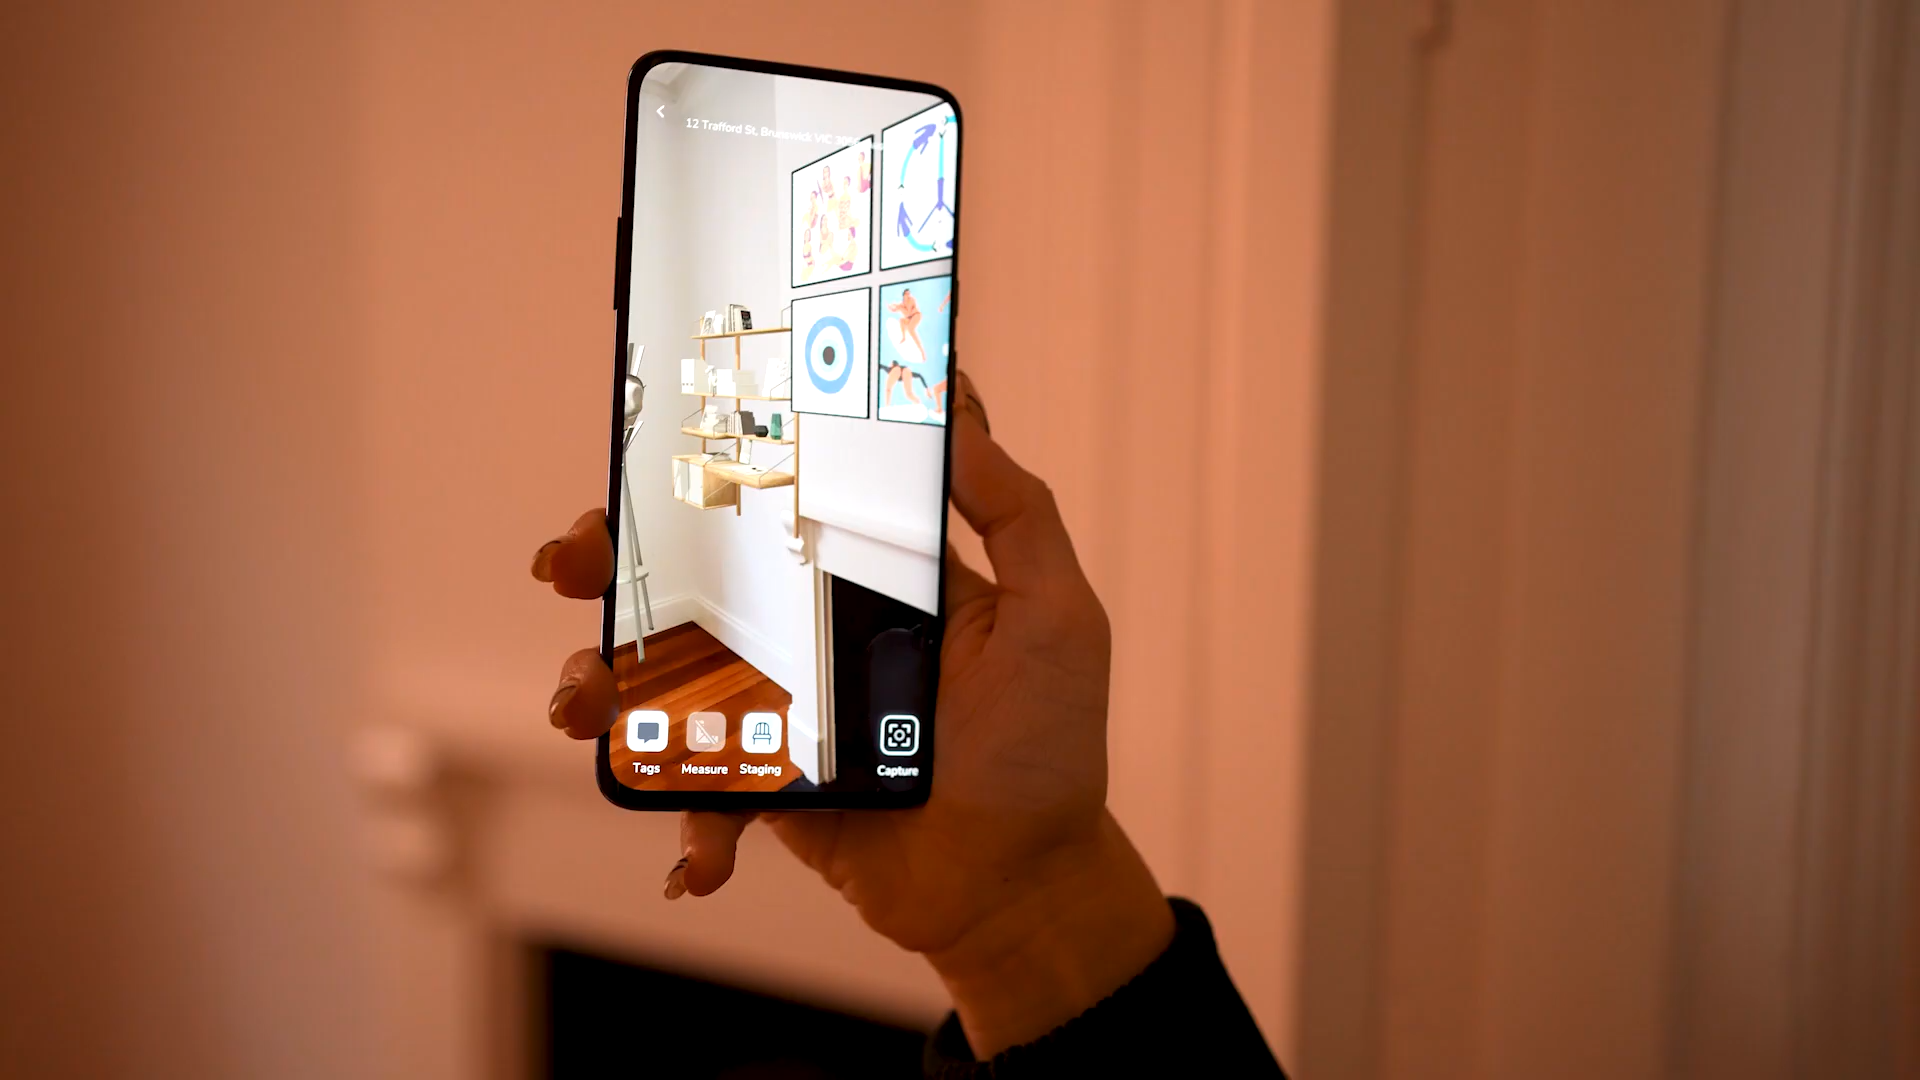 12 Trafford St, Brunswick VIC
Tags
Measure
Staging
Capture